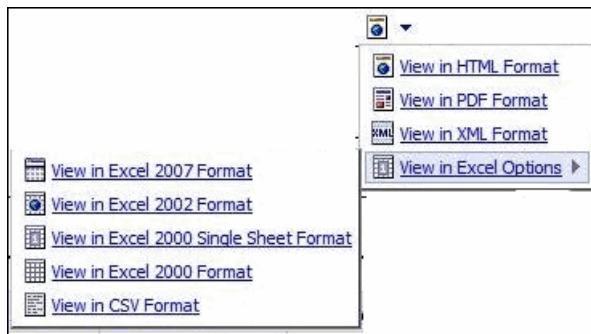 View in HTML Format
View in PDF Format
XML View in XML Format
View in Excel Options
View in Excel 2007 Format
View in Excel 2002 Format
View in Excel 2000 Single Sheet Format
View in Excel 2000 Format
View in CSV Format